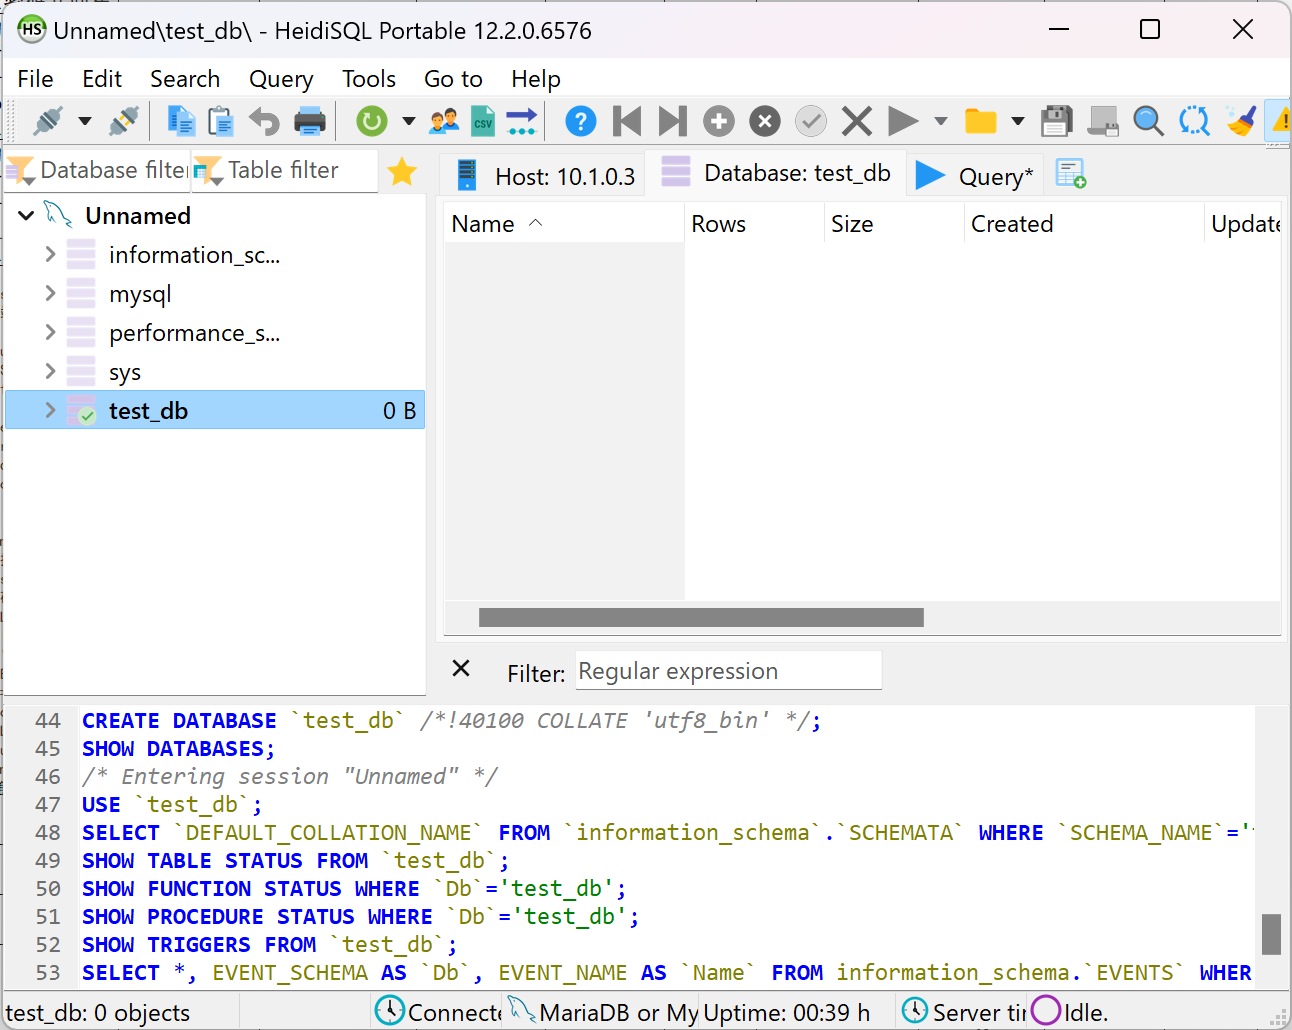 HS Unnamed\test_db\ - HeidiSQL Portable 12.2.0.6576
File Edit Search Query Tools Go to Help
CSV
Database filter Table filter
Host: 10.1.0.3 Database: test_db Query*
Name Rows Size Created Update
Unnamed
information_sc...
mysql
performance_s...
sys
test_db 0 B
Filter: Regular expression
44 CREATE DATABASE `test_db` /*!40100 COLLATE 'utf8_bin' */;
45 SHOW DATABASES;
46 /* Entering session "Unnamed" */
47 USE `test_db`;
48 SELECT `DEFAULT_COLLATION_NAME` FROM `information_schema`.`SCHEMATA` WHERE `SCHEMA_NAME`='
49 SHOW TABLE STATUS FROM `test_db`;
50 SHOW FUNCTION STATUS WHERE `Db`='test_db';
51 SHOW PROCEDURE STATUS WHERE `Db`='test_db';
52 SHOW TRIGGERS FROM `test_db`;
53 SELECT *, EVENT_SCHEMA AS `Db`, EVENT_NAME AS `Name` FROM information_schema.`EVENTS` WHER
test_db: 0 objects Connecte MariaDB or My Uptime: 00:39 h Server tir Idle.